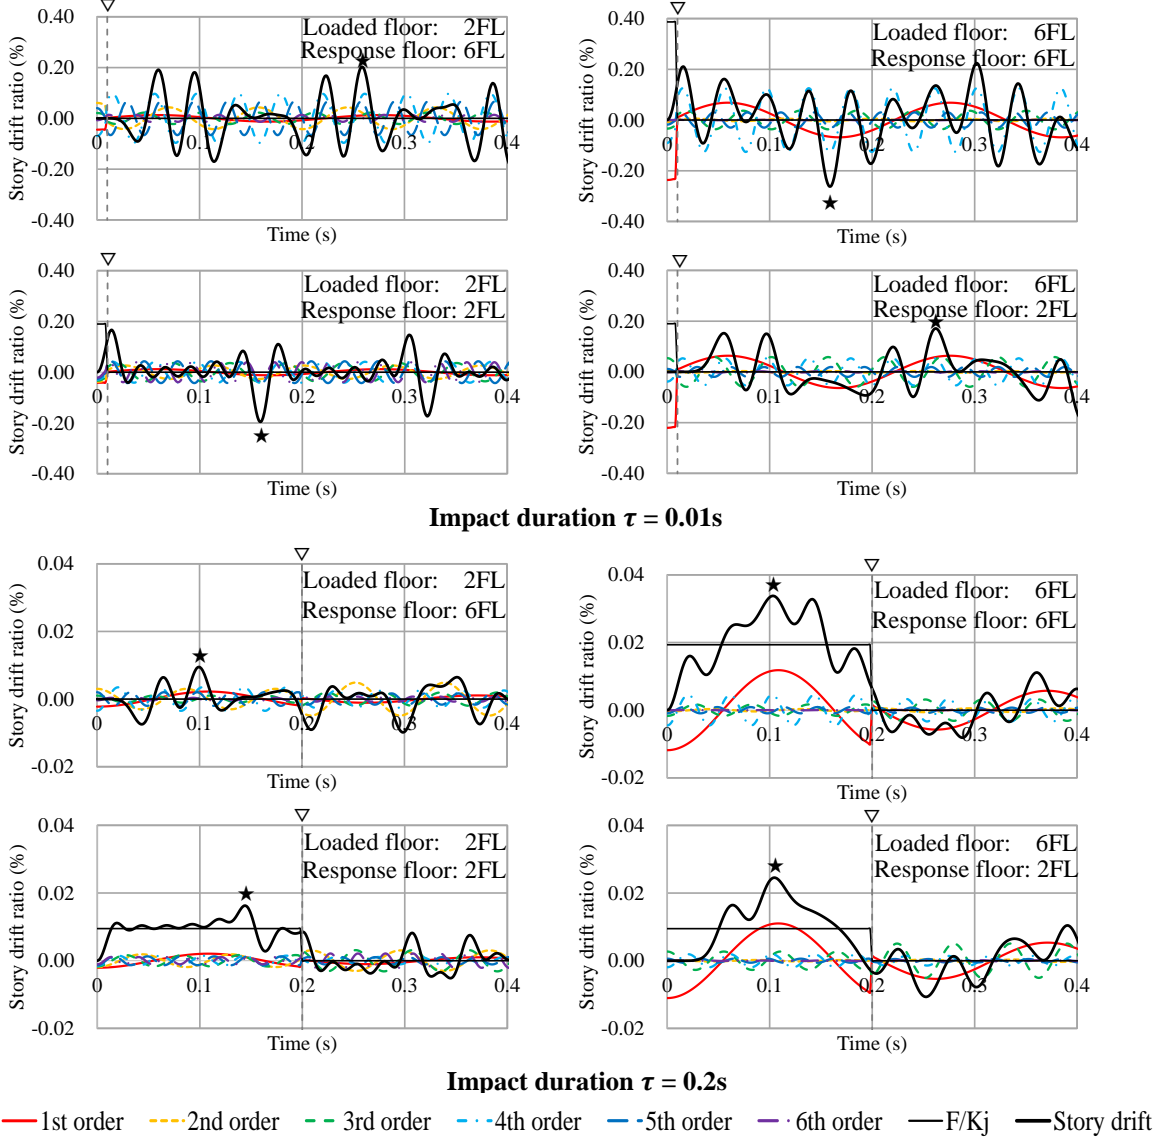 Loaded floor: 2FL
Response floor: 6FL
0.40
0.20
0.00
-0.20
-0.40
0
0.1
0.2
0.3
0.4
Story drift ratio (%)
Time (s)
Loaded floor: 6FL
Response floor: 6FL
0.40
0.20
0.00
-0.20
-0.40
0
0.1
0.2
0.3
0.4
Story drift ratio (%)
Time (s)
Loaded floor: 2FL
Response floor: 2FL
0.40
0.20
0.00
-0.20
-0.40
0
0.1
0.2
0.3
0.4
Story drift ratio (%)
Time (s)
Loaded floor: 6FL
Response floor: 2FL
0.40
0.20
0.00
-0.20
-0.40
0
0.1
0.2
0.3
0.4
Story drift ratio (%)
Time (s)
Impact duration τ = 0.01s
Loaded floor: 2FL
Response floor: 6FL
0.04
0.02
0.00
-0.02
0
0.1
0.2
0.3
0.4
Story drift ratio (%)
Time (s)
Loaded floor: 6FL
Response floor: 6FL
0.04
0.02
0.00
-0.02
0
0.1
0.2
0.3
0.4
Story drift ratio (%)
Time (s)
Loaded floor: 2FL
Response floor: 2FL
0.04
0.02
0.00
-0.02
0
0.1
0.2
0.3
0.4
Story drift ratio (%)
Time (s)
Loaded floor: 6FL
Response floor: 2FL
0.04
0.02
0.00
-0.02
0
0.1
0.2
0.3
0.4
Story drift ratio (%)
Time (s)
Impact duration τ = 0.2s
1st order 2nd order 3rd order 4th order 5th order 6th order F/Kj Story drift